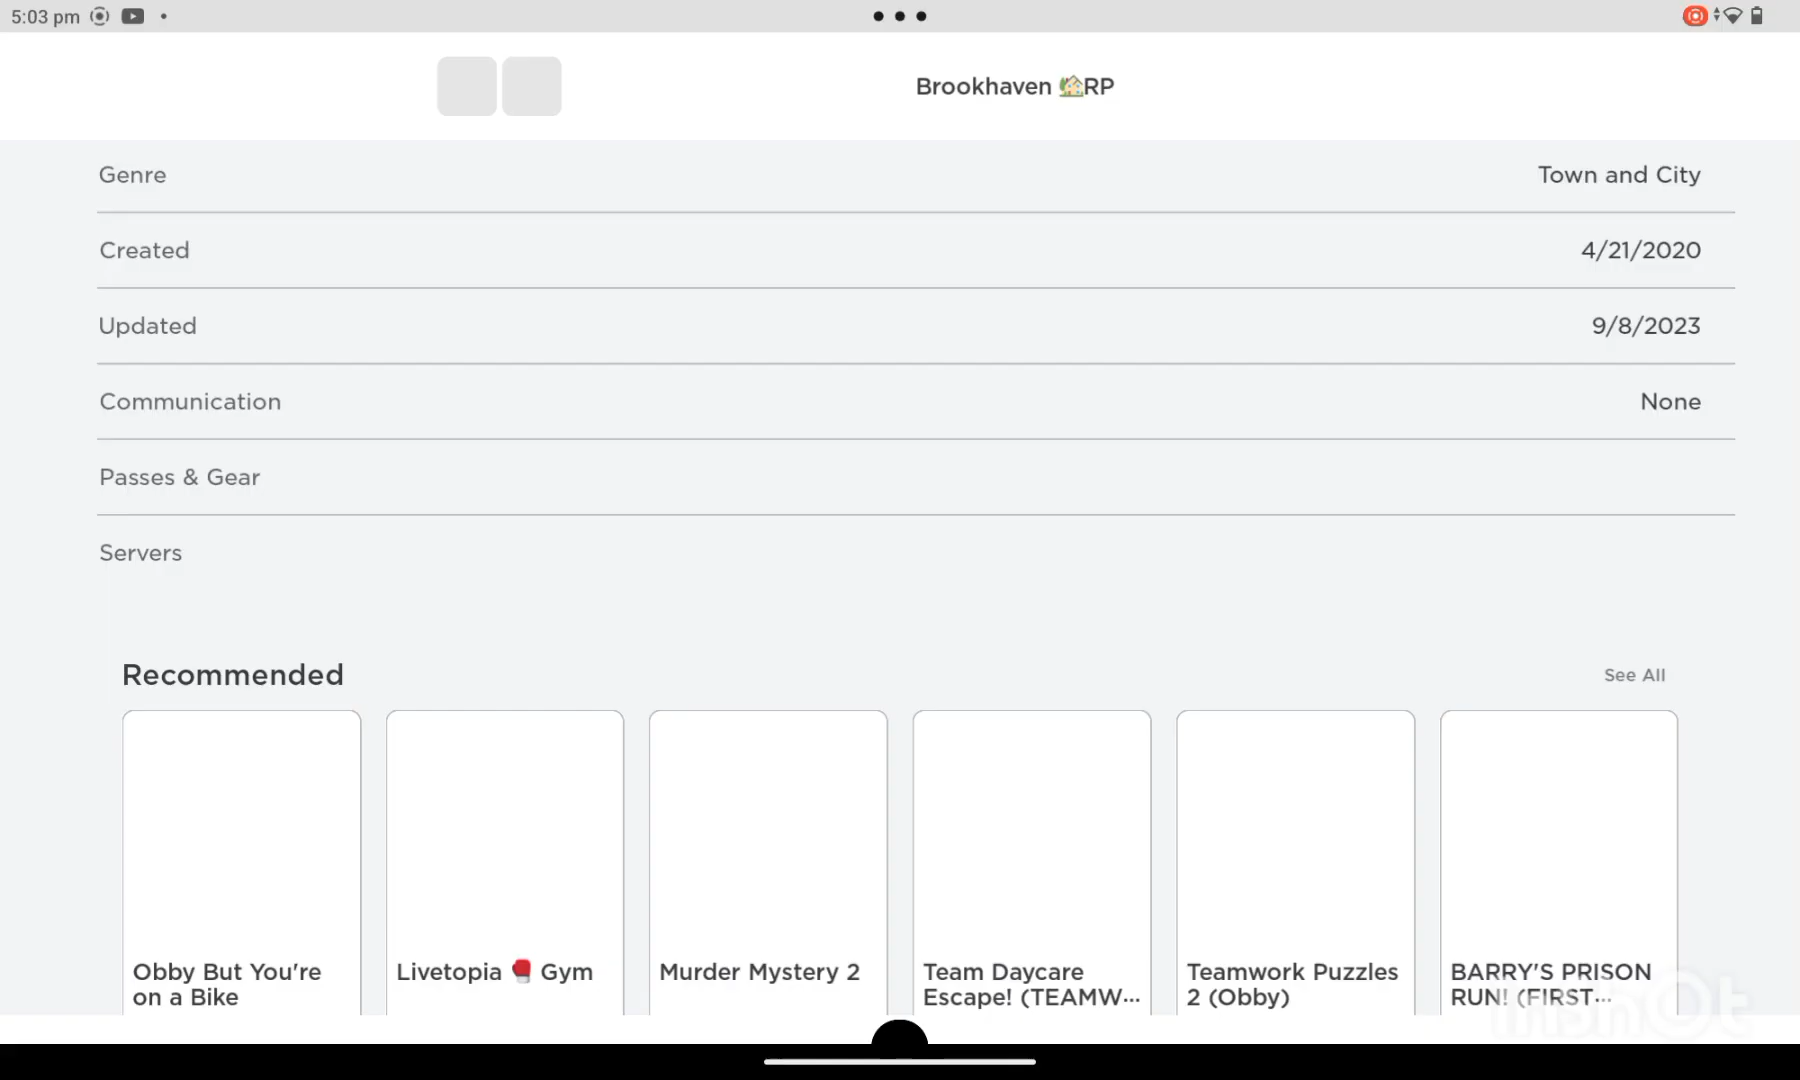 5:03 pm
Brookhaven 🏡RP
Genre
Town and City
Created
4/21/2020
Updated
9/8/2023
Communication
None
Passes & Gear
Servers
Recommended
See All
Obby But You're
on a Bike
Livetopia 🥊 Gym
Murder Mystery 2
Team Daycare
Escape! (TEAMW...
Teamwork Puzzles
2 (Obby)
BARRY'S PRISON
RUN! (FIRST...
InShOt